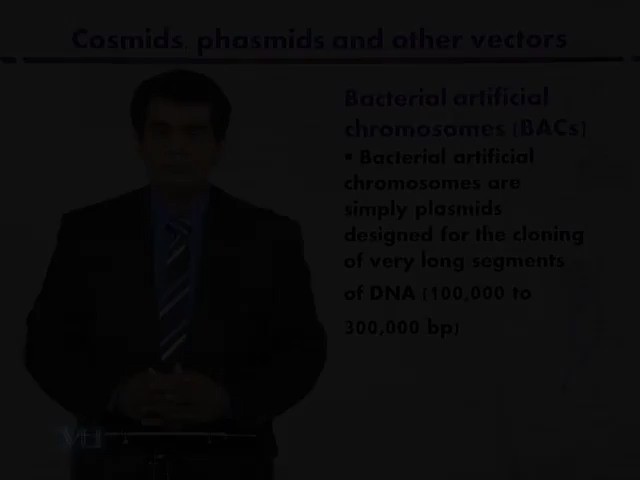 Cosmids, phasmids and other vectors
Bacterial artificial
chromosomes (BACs)
• Bacterial artificial
chromosomes are
simply plasmids
designed for the cloning
of very long segments
of DNA (100,000 to
300,000 bp)